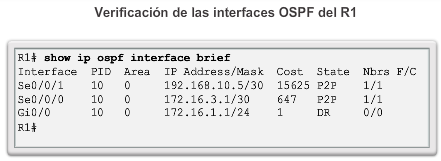 Verificación de las interfaces OSPF del R1
R1# show ip ospf interface brief
Interface PID Area IP Address/Mask Cost State Nbrs F/C
Se0/0/1 10 0 192.168.10.5/30 15625 P2P 1/1
Se0/0/0 10 0 172.16.3.1/30 647 P2P 1/1
Gi0/0 10 0 172.16.1.1/24 1 DR 0/0
R1#